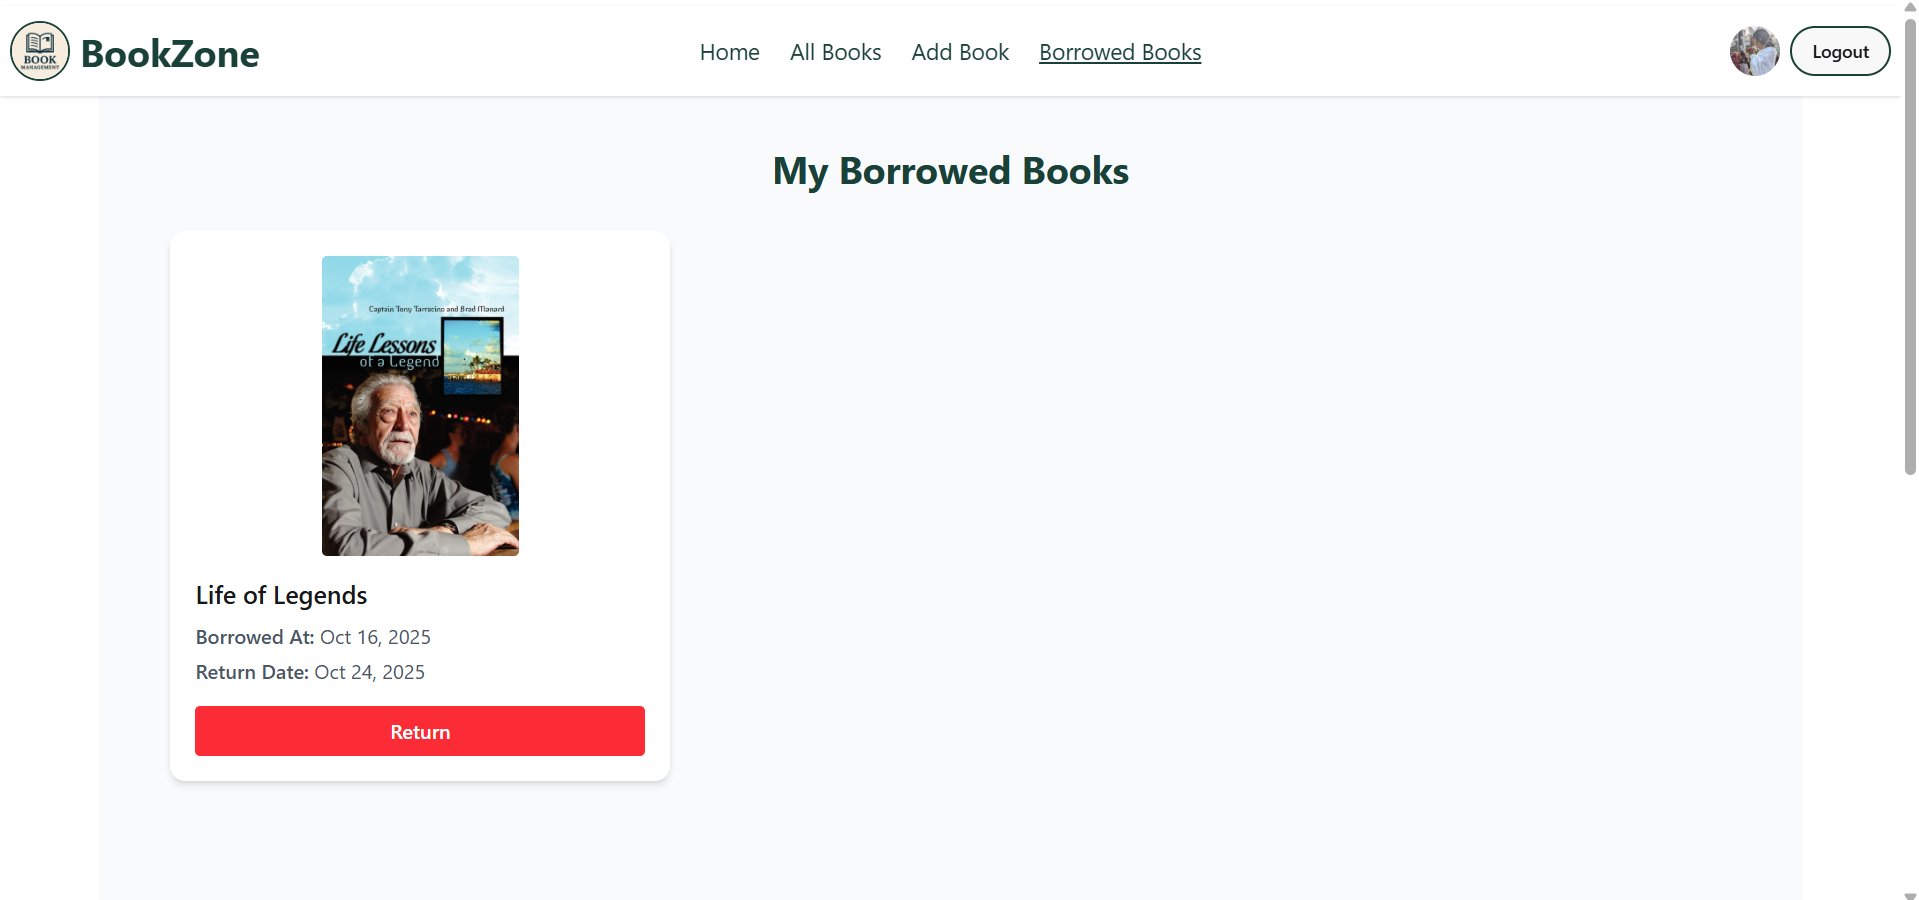 BOOK
MANAGEMENT
BookZone
Home
All Books
Add Book
Borrowed Books
Logout
My Borrowed Books
Captain Tony Tarracino and Brad Manard
Life Lessons
of a Legend
Life of Legends
Borrowed At: Oct 16, 2025
Return Date: Oct 24, 2025
Return